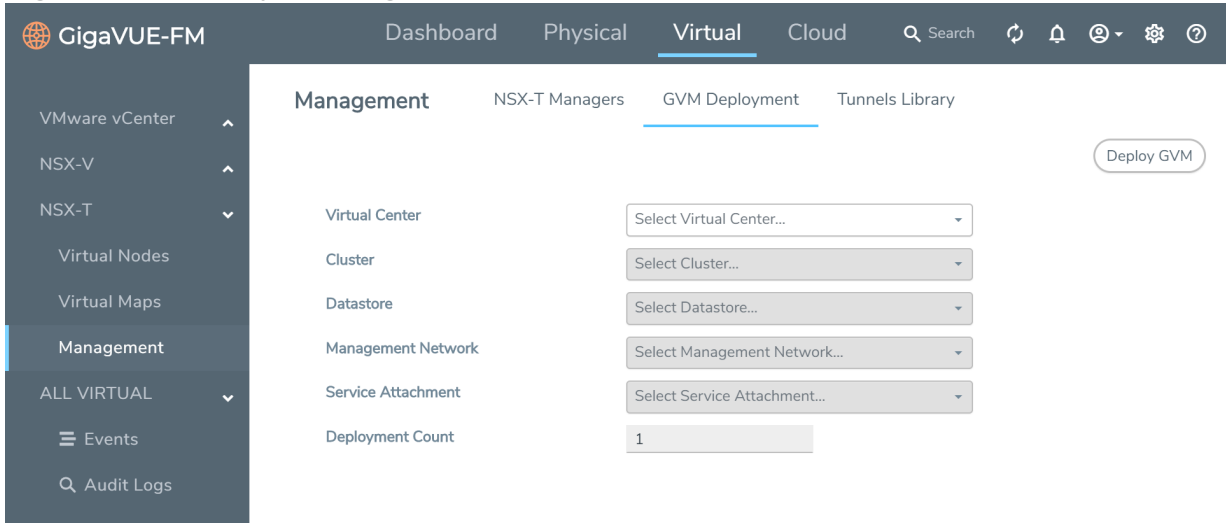 GigaVUE-FM
Dashboard Physical Virtual Cloud Search
VMware vCenter
NSX-V
NSX-T
Virtual Nodes
Virtual Maps
Management
ALL VIRTUAL
Events
Audit Logs
Management NSX-T Managers GVM Deployment Tunnels Library
Deploy GVM
Virtual Center Select Virtual Center...
Cluster Select Cluster...
Datastore Select Datastore...
Management Network Select Management Network...
Service Attachment Select Service Attachment...
Deployment Count 1